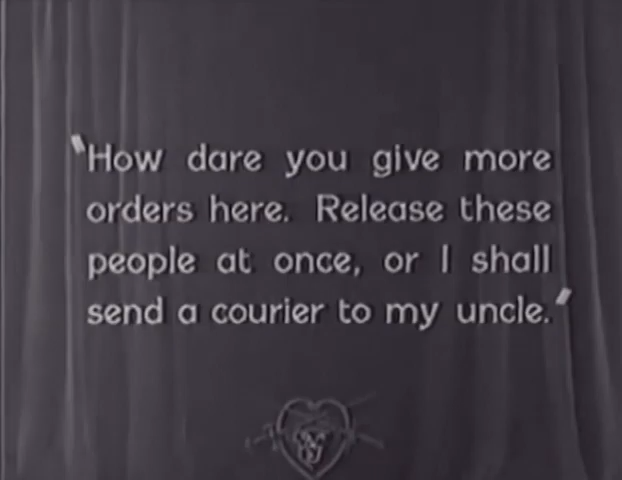 'How dare you give more
orders here. Release these
people at once, or I shall
send a courier to my uncle.'